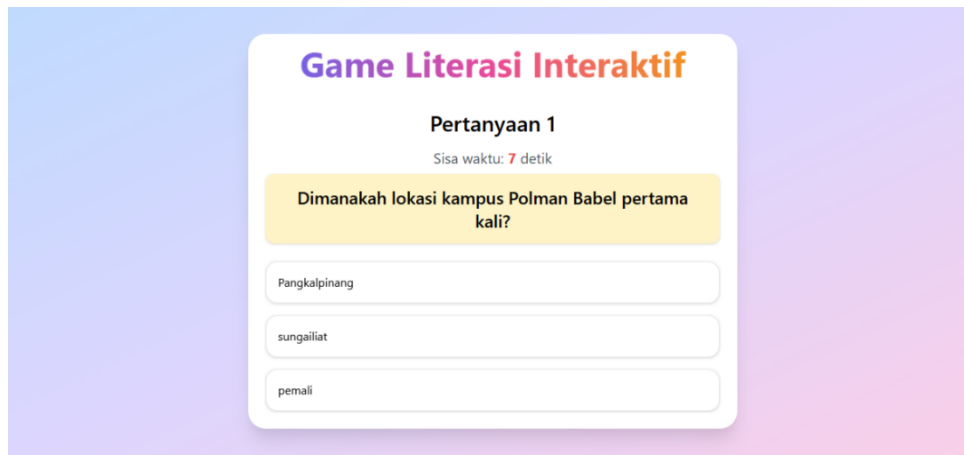 Game Literasi Interaktif
Pertanyaan 1
Sisa waktu: 7 detik
Dimanakah lokasi kampus Polman Babel pertama
kali?
Pangkalpinang
sungailiat
pemali